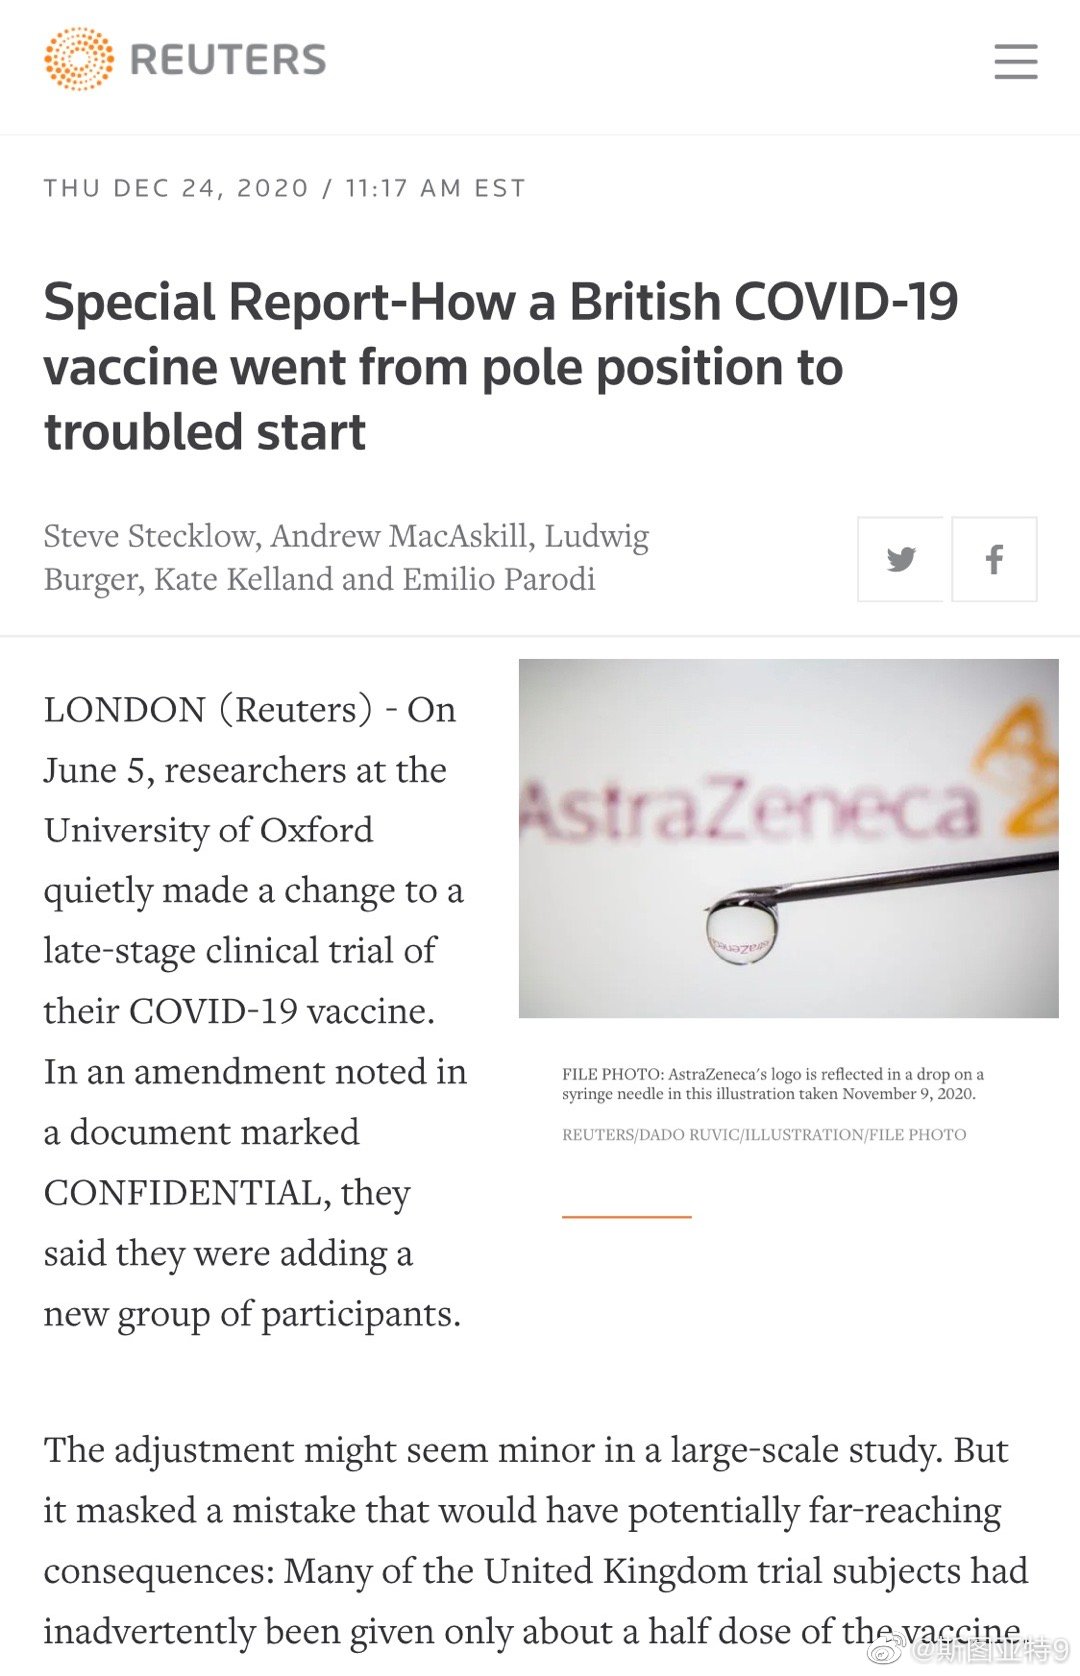 REUTERS
THU DEC 24, 2020 / 11:17 AM EST
Special Report-How a British COVID-19
vaccine went from pole position to
troubled start
Steve Stecklow, Andrew MacAskill, Ludwig
Burger, Kate Kelland and Emilio Parodi
LONDON (Reuters) - On
June 5, researchers at the
University of Oxford
quietly made a change to a
late-stage clinical trial of
their COVID-19 vaccine.
In an amendment noted in
a document marked
CONFIDENTIAL, they
said they were adding a
new group of participants.
AstraZeneca
FILE PHOTO: AstraZeneca's logo is reflected in a drop on a
syringe needle in this illustration taken November 9, 2020.
REUTERS/DADO RUVIC/ILLUSTRATION/FILE PHOTO
The adjustment might seem minor in a large-scale study. But
it masked a mistake that would have potentially far-reaching
consequences: Many of the United Kingdom trial subjects had
inadvertently been given only about a half dose of the vaccine.
@斯图亚特9